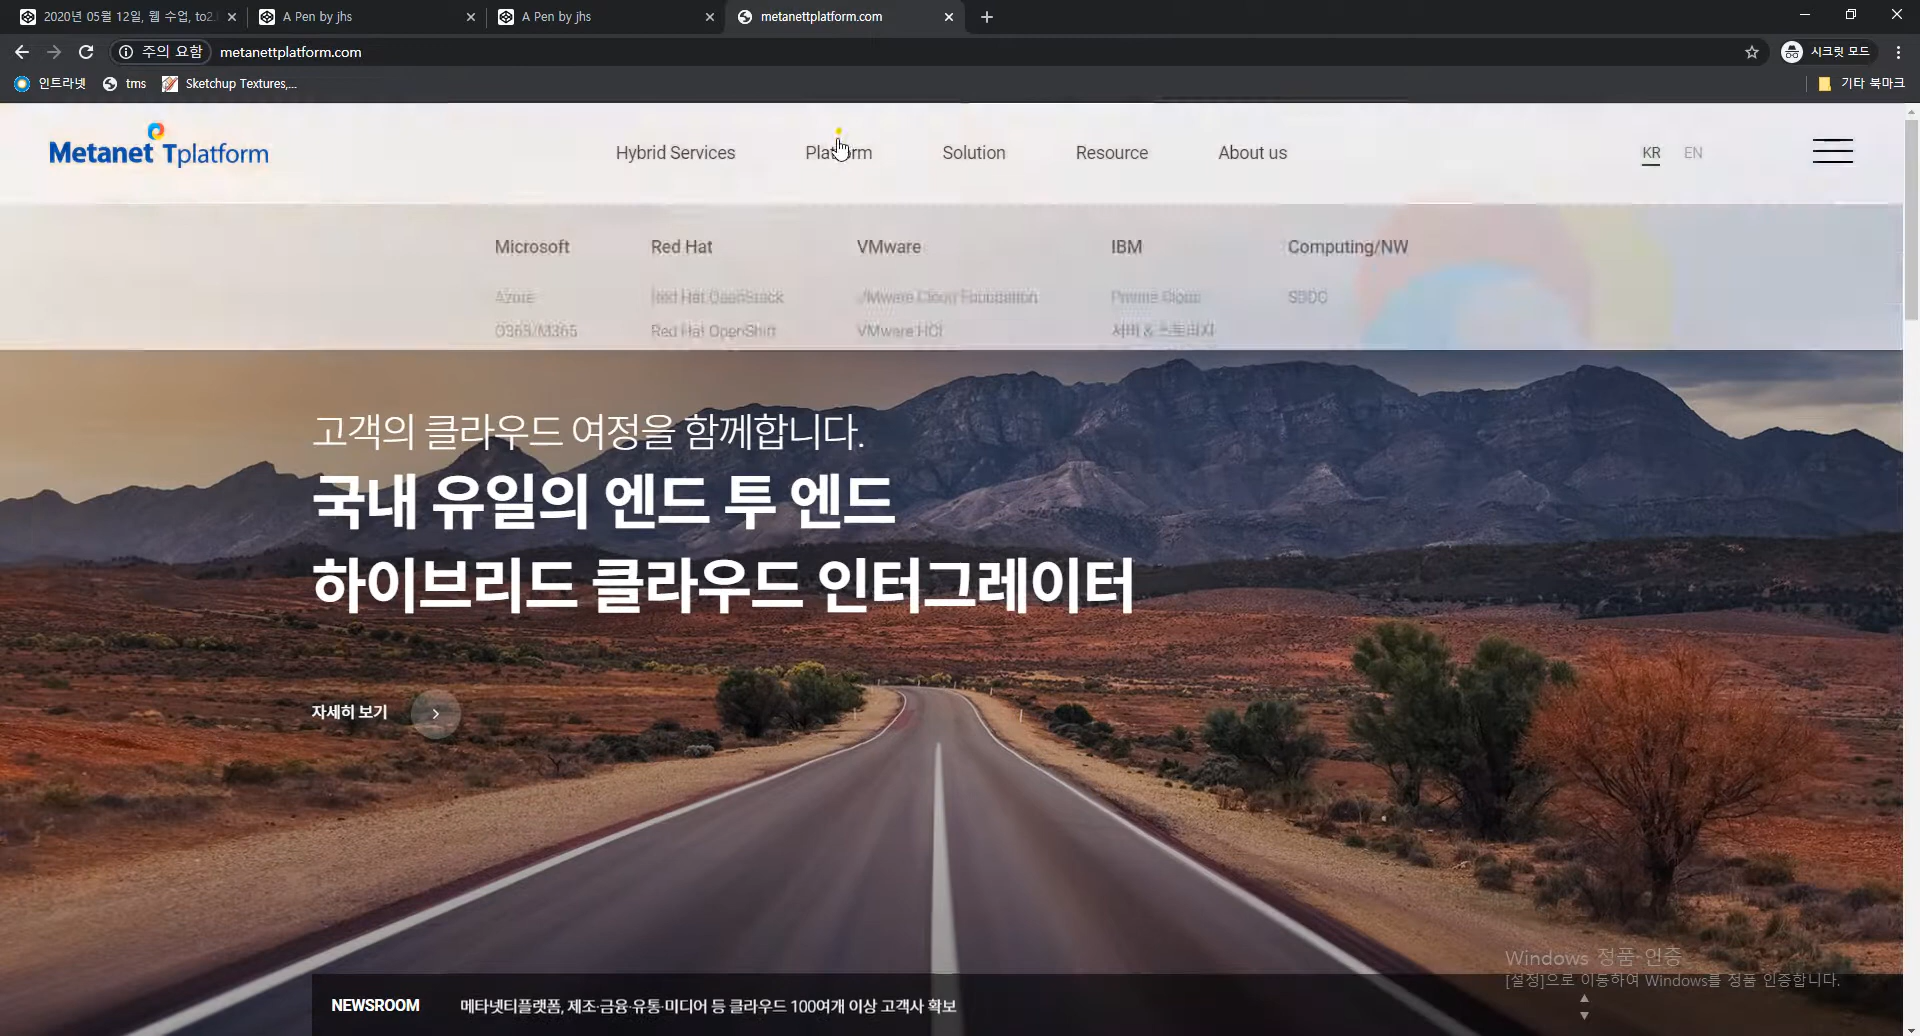 2020년 05월 12일, 웹 수업, to2.
A Pen by jhs
A Pen by jhs
metanettplatform.com
주의 요함
metanettplatform.com
시크릿 모드
인트라넷
tms
Sketchup Textures,...
기타 북마크
Metanet Tplatform
Hybrid Services
Platform
Solution
Resource
About us
KR
EN
Microsoft
Red Hat
VMware
IBM
Computing/NW
Azure
Red Hat OpenStack
VMware Cloud Foundation
Private Cloud
SDDC
O365/M365
Red Hat OpenShift
VMware HCI
서버 & 스토리지
고객의 클라우드 여정을 함께합니다.
국내 유일의 엔드 투 엔드
하이브리드 클라우드 인터그레이터
자세히 보기
Windows 정품 인증
[설정]으로 이동하여 Windows를 정품 인증합니다.
NEWSROOM
메타넷티플랫폼, 제조·금융·유통·미디어 등 클라우드 100여개 이상 고객사 확보